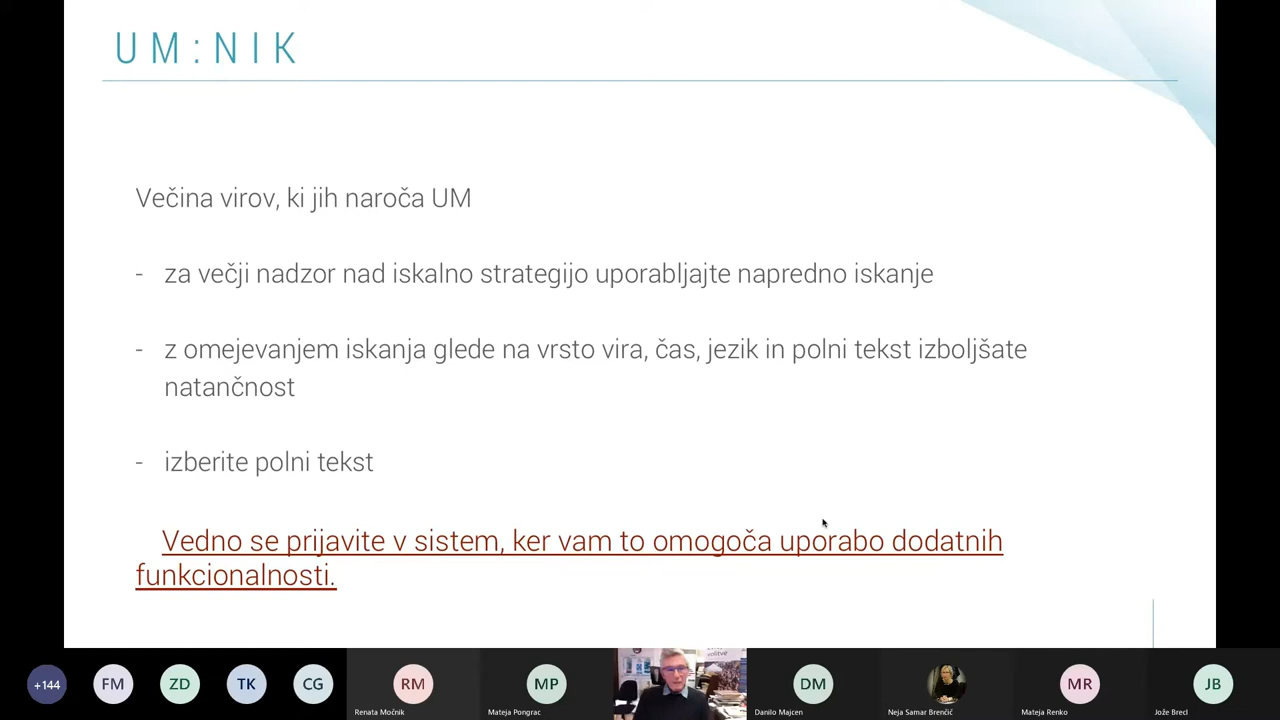 UM:NIK
Večina virov, ki jih naroča UM
- za večji nadzor nad iskalno strategijo uporabljajte napredno iskanje
- z omejevanjem iskanja glede na vrsto vira, čas, jezik in polni tekst izboljšate
natančnost
- izberite polni tekst
Vedno se prijavite v sistem, ker vam to omogoča uporabo dodatnih
funkcionalnosti.
+144 FM ZD TK CG RM MP DM MR JB
Renata Močnik Mateja Pongrac Danilo Majcen Neja Samar Brenčič Mateja Renko Jože Brecl